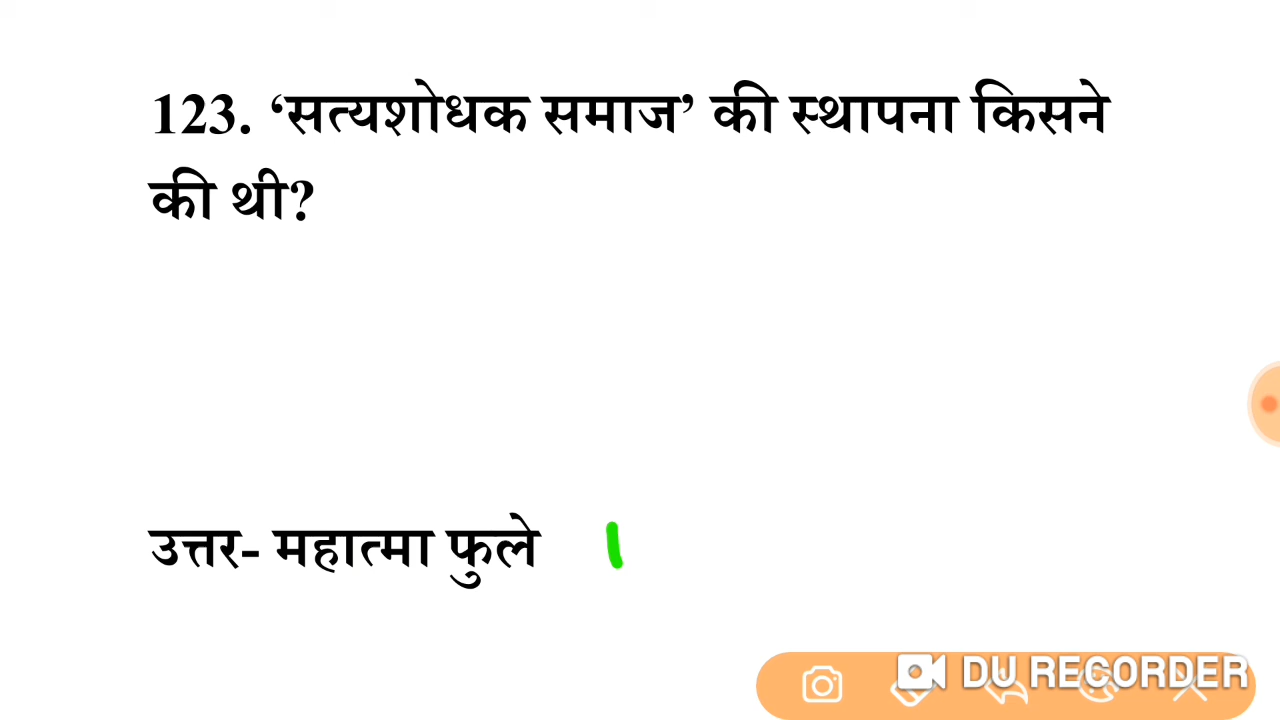 123. ‘सत्यशोधक समाज’ की स्थापना किसने
की थी?
उत्तर- महात्मा फुले
DU RECORDER